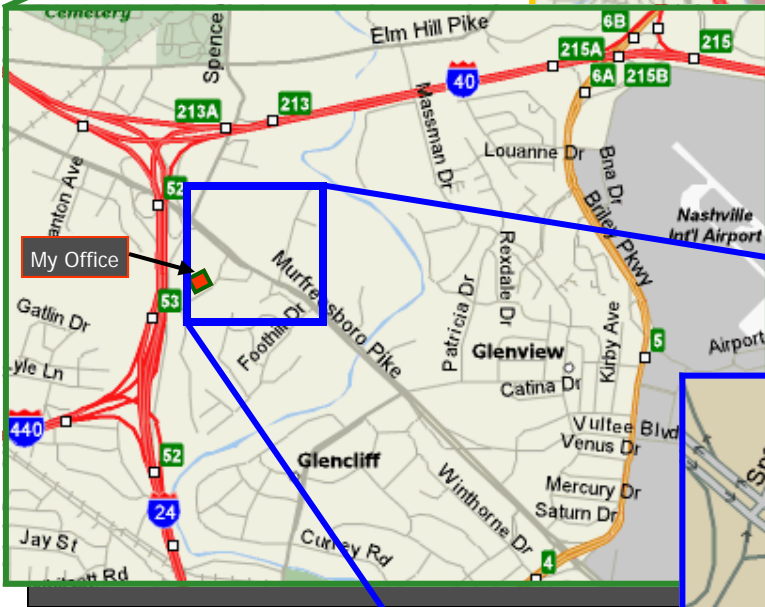 Cemetery
Spence
Elm Hill Pike
6B
215A
215
6A
215B
40
213A
213
Massman Dr
Louanne Dr
Bna Dr
52
Briley Pkwy
Nashville
Int'l Airport
My Office
Murfreesboro Pike
Rexdale Dr
Patricia Dr
Kirby Ave
53
Gatlin Dr
Foothill Dr
Glenview
5
Airport
Catina Dr
440
Vultee Blvd
Venus Dr
52
Glencliff
Winthorne Dr
Mercury Dr
Saturn Dr
24
Jay St
Currey Rd
4
Rd